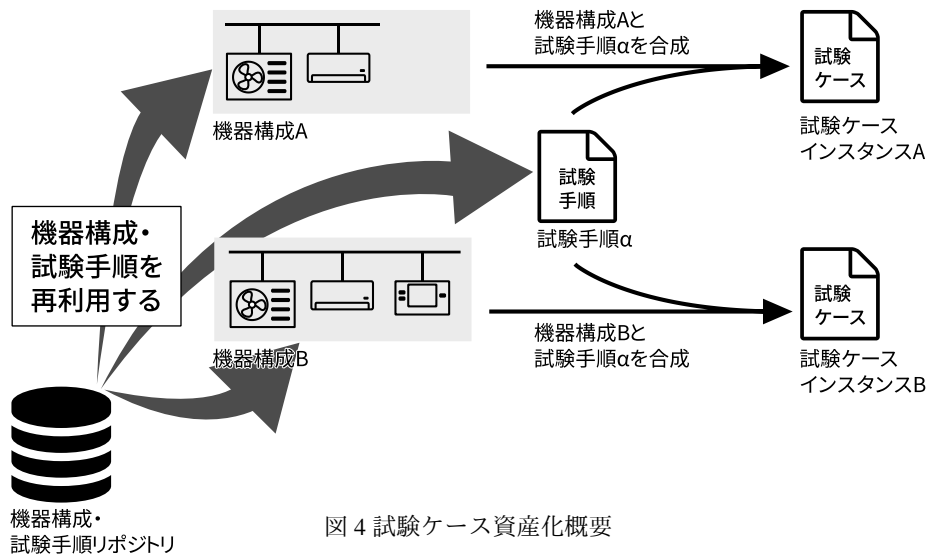 機器構成Aと
試験手順αを合成
試験
ケース
試験ケース
インスタンスA
機器構成A
機器構成・
試験手順を
再利用する
試験
手順
試験手順α
機器構成B
機器構成Bと
試験手順αを合成
試験
ケース
試験ケース
インスタンスB
機器構成・
試験手順リポジトリ
図 4 試験ケース資産化概要